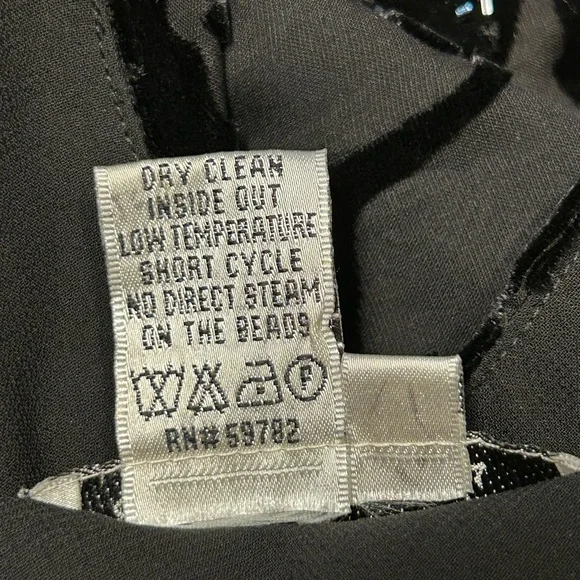 DRY CLEAN
INSIDE OUT
LOW TEMPERATURE
SHORT CYCLE
NO DIRECT STEAM
ON THE BEADS
F
RN# 59782